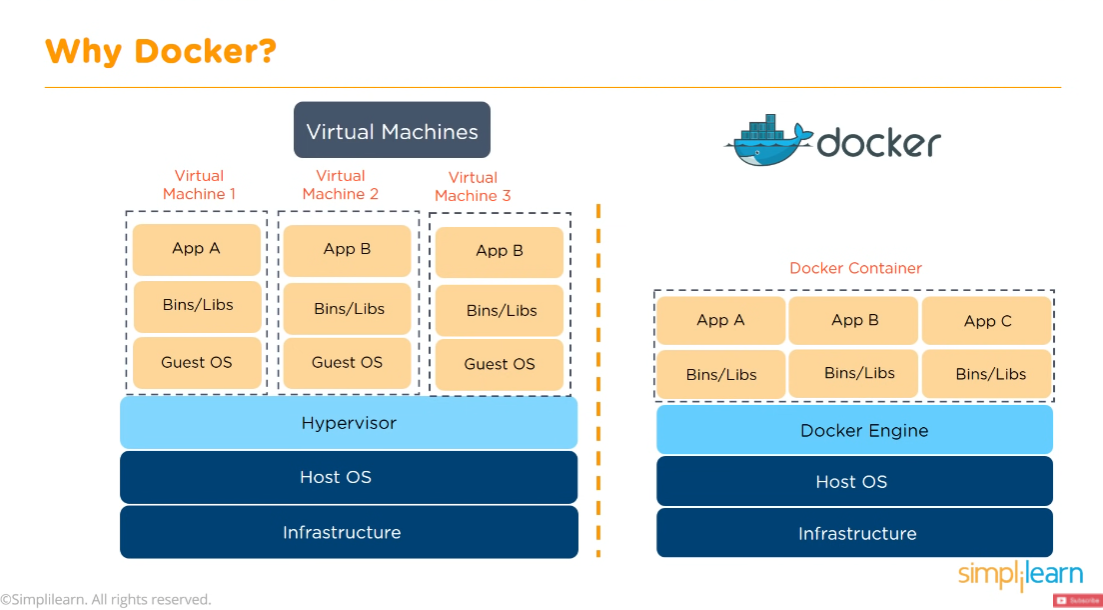 Why Docker?
Virtual Machines
docker
Virtual
Machine 1
Virtual
Machine 2
Virtual
Machine 3
App A
App B
App B
Bins/Libs
Bins/Libs
Bins/Libs
Guest OS
Guest OS
Guest OS
Hypervisor
Host OS
Infrastructure
Docker Container
App A
App B
App C
Bins/Libs
Bins/Libs
Bins/Libs
Docker Engine
Host OS
Infrastructure
simplilearn
©Simplilearn. All rights reserved.
Subscribe